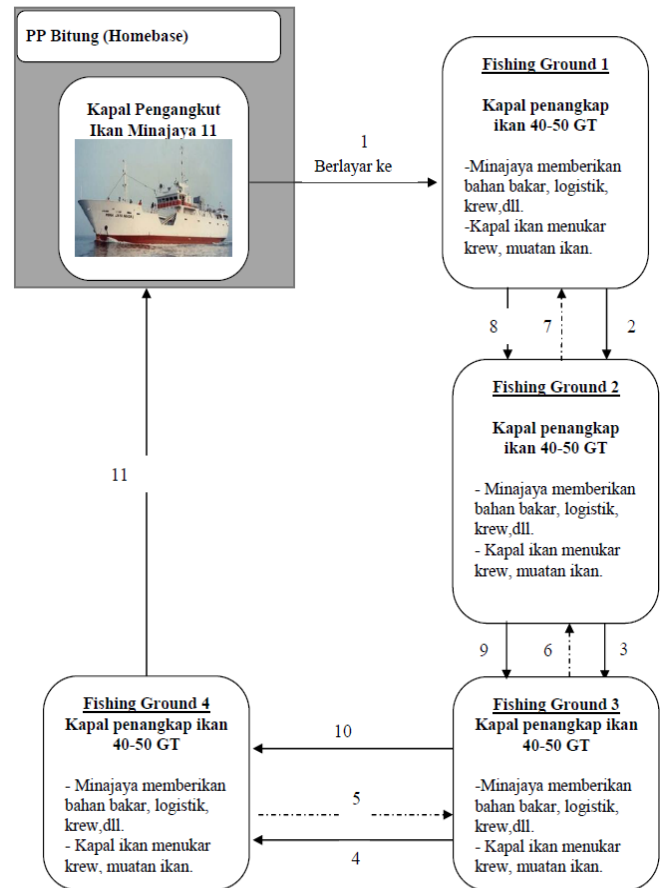 PP Bitung (Homebase)
Kapal Pengangkut
Ikan Minajaya 11
1
Berlayar ke
Fishing Ground 1
Kapal penangkap
ikan 40-50 GT
-Minajaya memberikan
bahan bakar, logistik,
krew,dll.
-Kapal ikan menukar
krew, muatan ikan.
8
7
2
Fishing Ground 2
Kapal penangkap
ikan 40-50 GT
- Minajaya memberikan
bahan bakar, logistik,
krew,dll.
- Kapal ikan menukar
krew, muatan ikan.
11
9
6
3
Fishing Ground 4
Kapal penangkap ikan
40-50 GT
- Minajaya memberikan
bahan bakar, logistik,
krew,dll.
- Kapal ikan menukar
krew, muatan ikan.
10
5
4
Fishing Ground 3
Kapal penangkap ikan
40-50 GT
-Minajaya memberikan
bahan bakar, logistik,
krew,dll.
- Kapal ikan menukar
krew, muatan ikan.